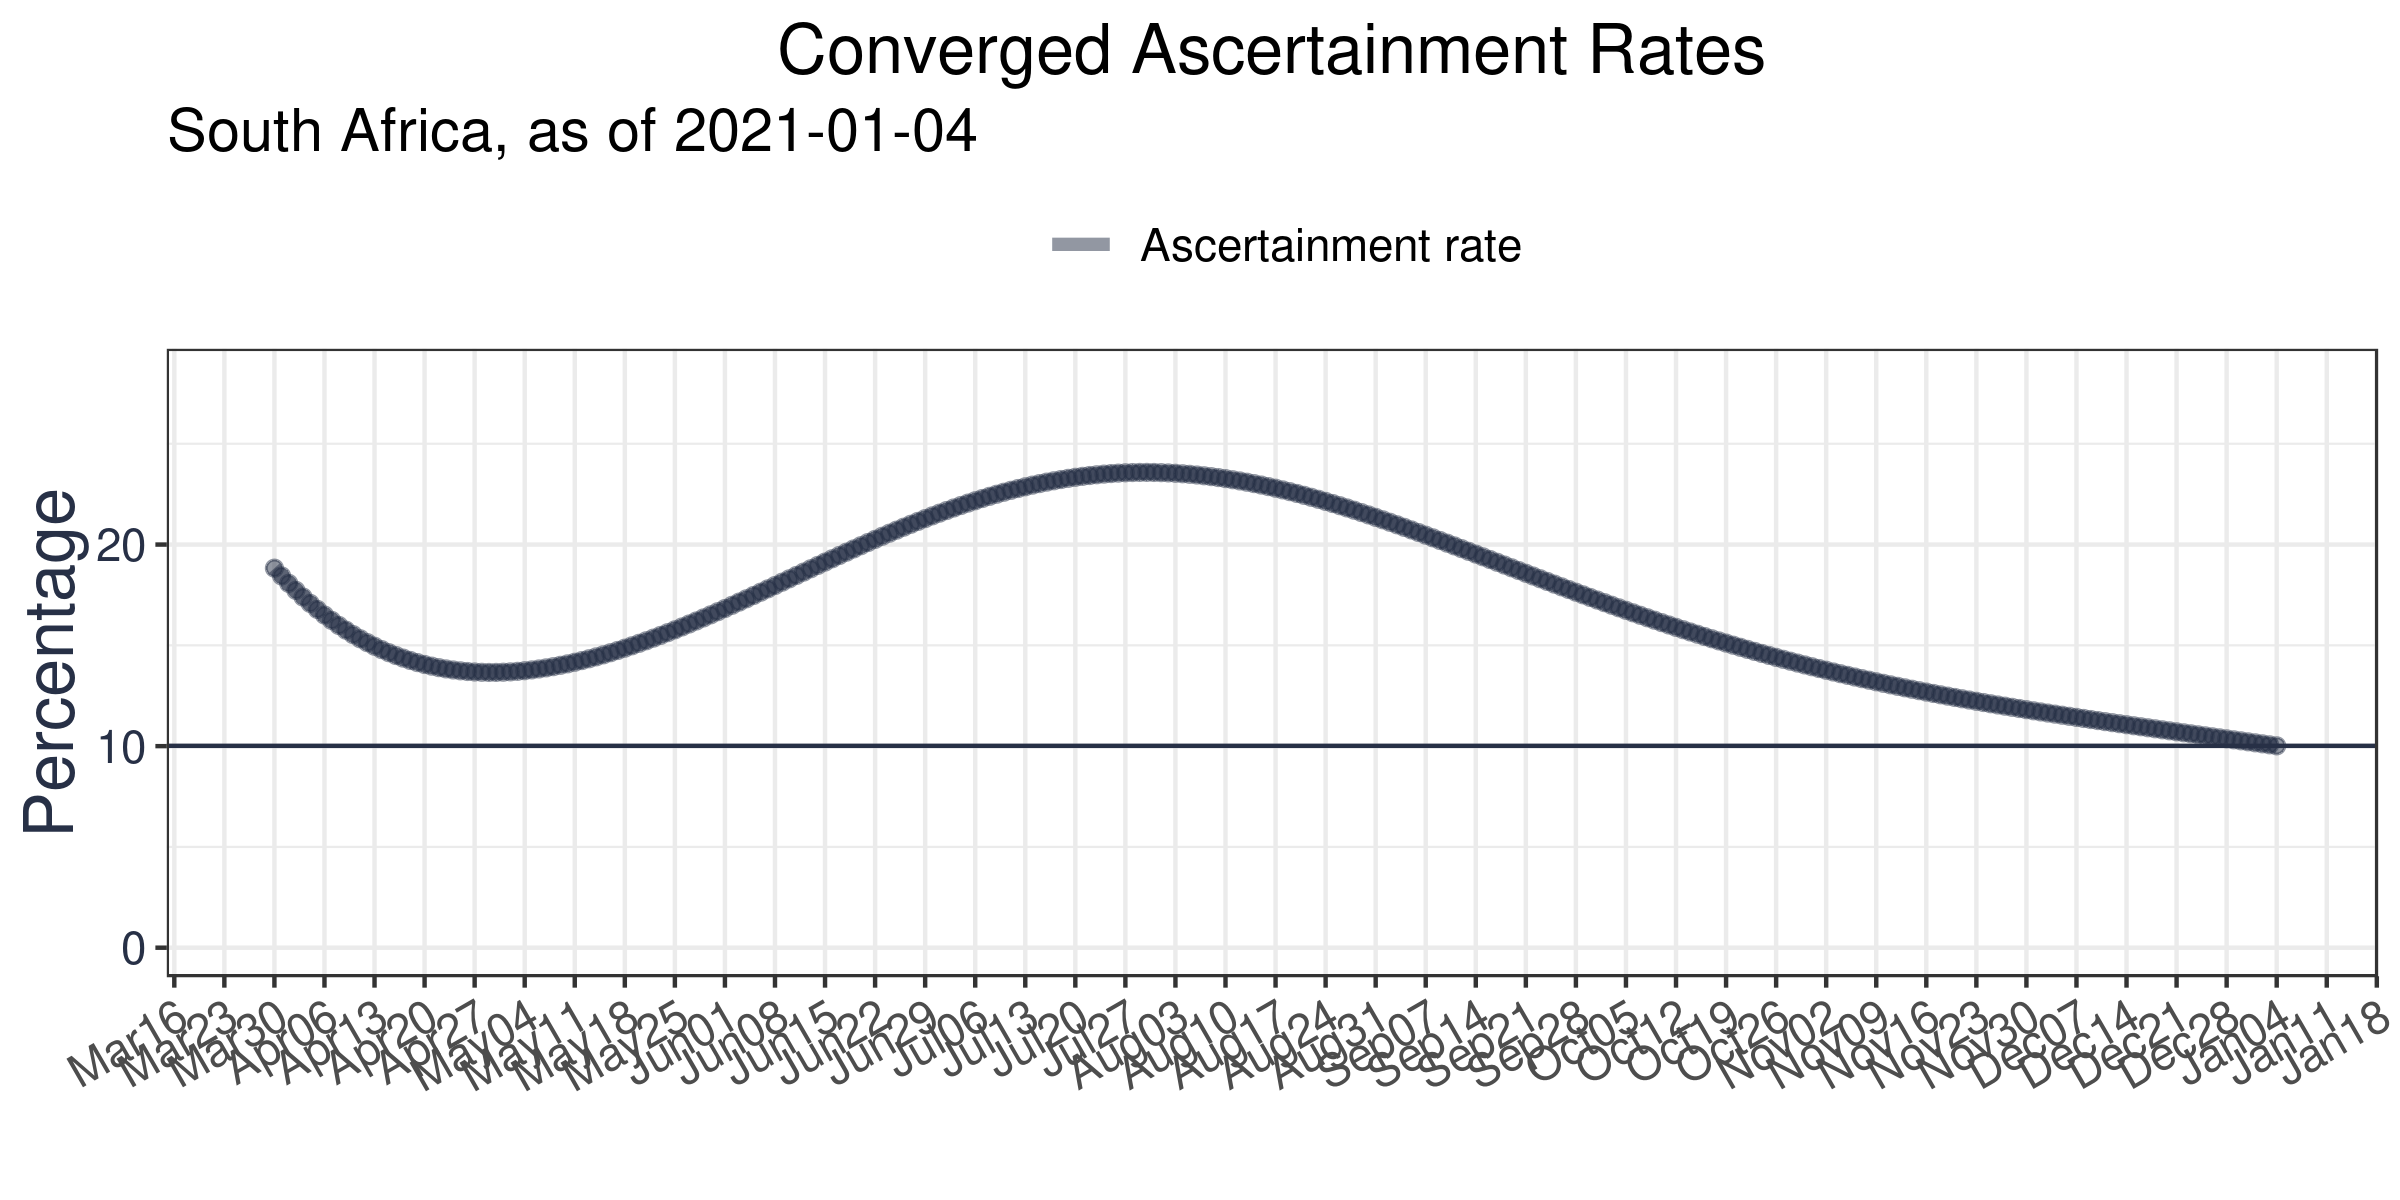 Converged Ascertainment Rates
South Africa, as of 2021-01-04
Ascertainment rate
Percentage
20
10
0
Mar16 Mar23 Mar30 Apr06 Apr13 Apr20 Apr27 May04 May11 May18 May25 Jun01 Jun08 Jun15 Jun22 Jun29 Jul06 Jul13 Jul20 Jul27 Aug03 Aug10 Aug17 Aug24 Aug31 Sep07 Sep14 Sep21 Sep28 Oct05 Oct12 Oct19 Oct26 Nov02 Nov09 Nov16 Nov23 Nov30 Dec07 Dec14 Dec21 Dec28 Jan04 Jan11 Jan18